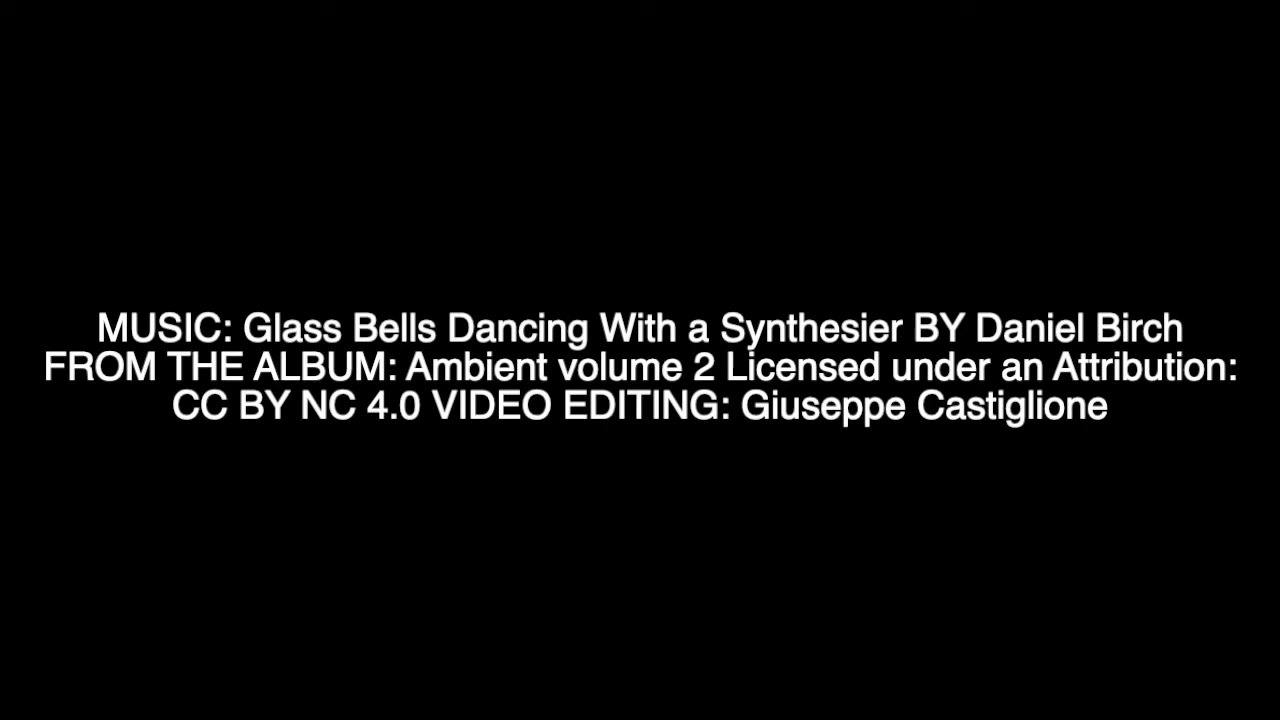 MUSIC: Glass Bells Dancing With a Synthesier BY Daniel Birch
FROM THE ALBUM: Ambient volume 2 Licensed under an Attribution:
CC BY NC 4.0 VIDEO EDITING: Giuseppe Castiglione